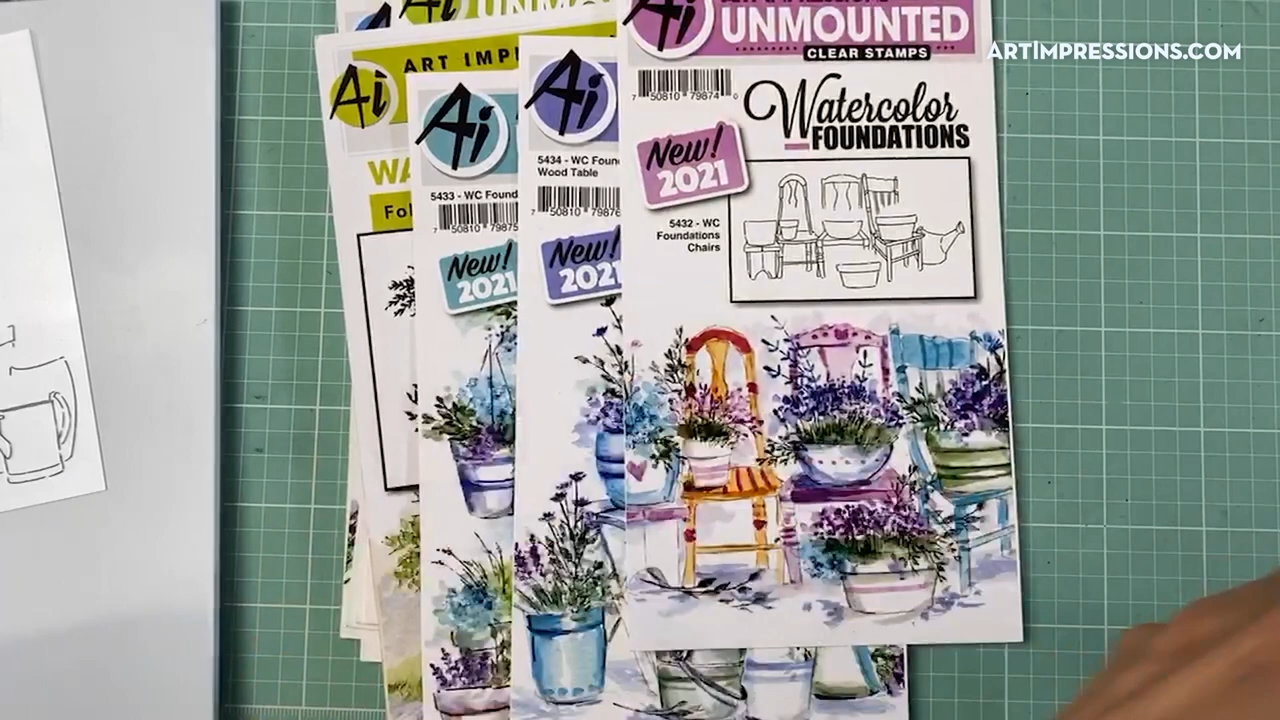 ARTIMPRESSIONS.COM
Ai
UNMOUNTED
CLEAR STAMPS
7 50810 79874 0
Watercolor
FOUNDATIONS
New!
2021
5432 - WC
Foundations
Chairs
Ai
5434 - WC Foun
Wood Table
7 50810 79876
New!
2021
Ai
5433 - WC Found
7 50810 79875
New!
2021
ART IMP
Ai
WA
Fol
Ai